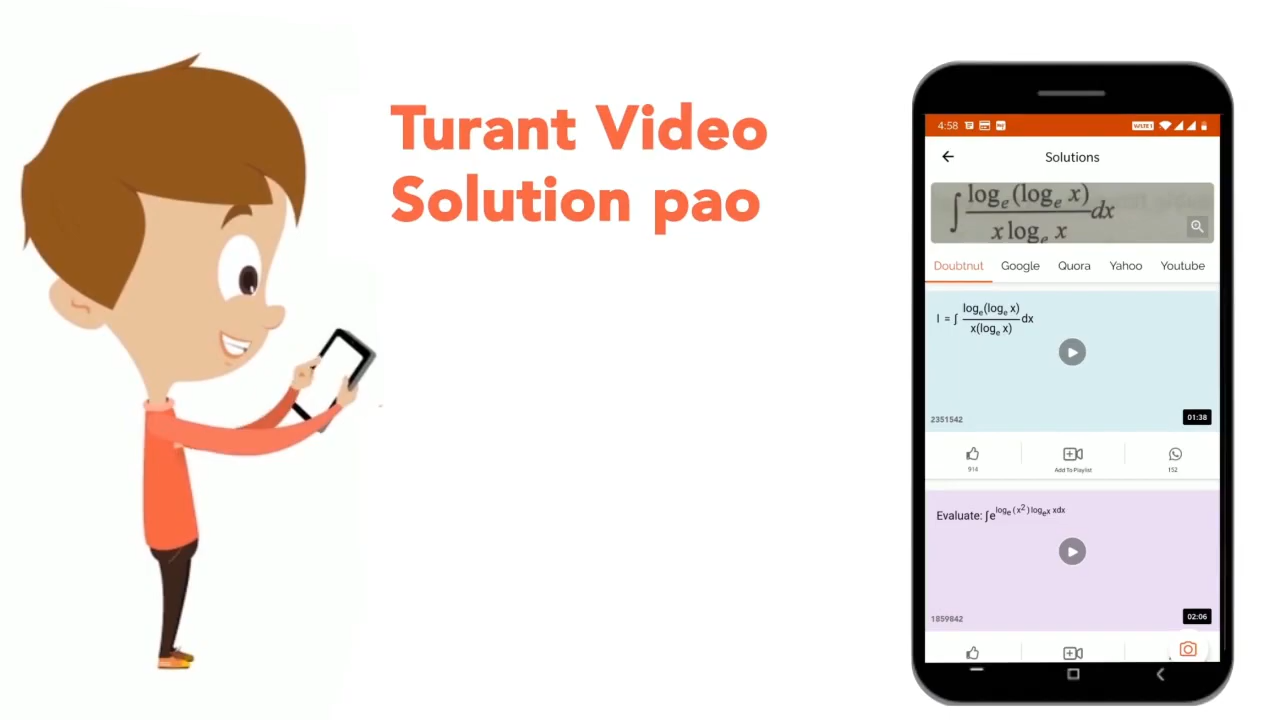 Turant Video
Solution pao
4:58
Solutions
∫ logₑ(logₑ x) / x logₑ x dx
Doubtnut Google Quora Yahoo Youtube
I = ∫ logₑ(logₑ x) / x(logₑ x) dx
2351542 01:38
914 Add To Playlist 152
Evaluate: ∫e^logₑ(x²)logₑx xdx
1859842 02:06